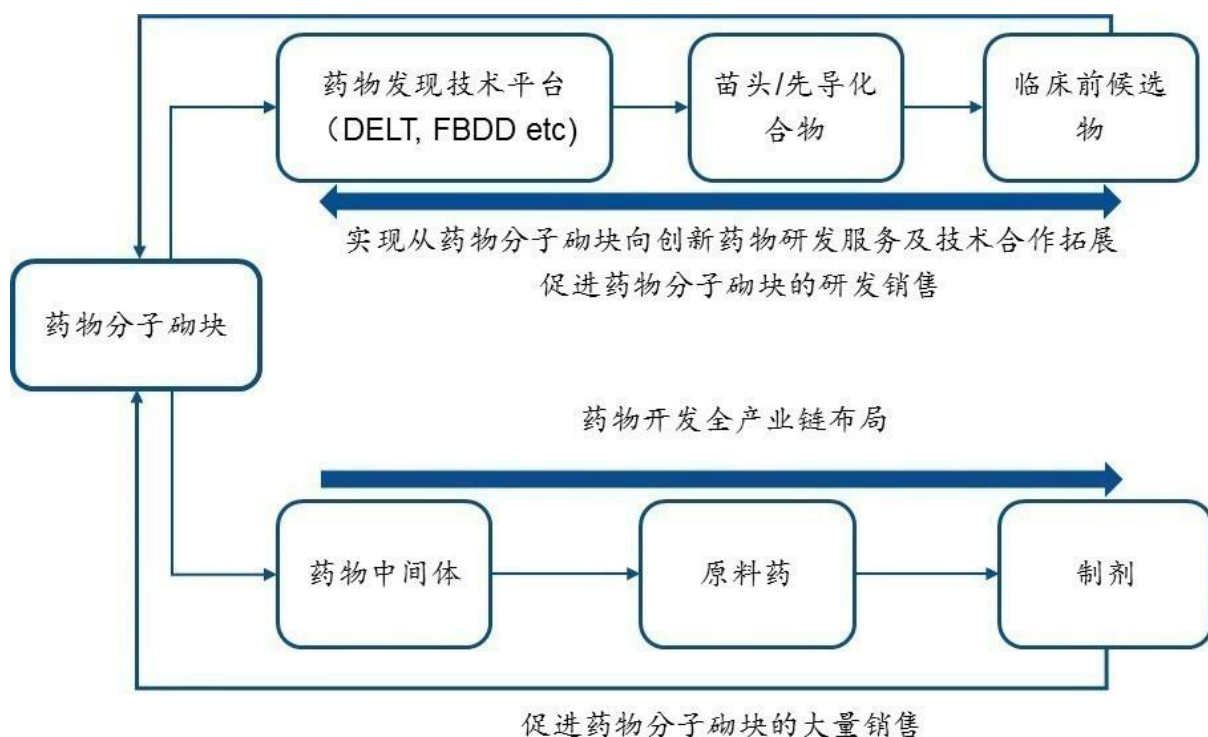 药物发现技术平台
（DELT, FBDD etc)
苗头/先导化
合物
临床前候选
物
实现从药物分子砌块向创新药物研发服务及技术合作拓展
促进药物分子砌块的研发销售
药物分子砌块
药物开发全产业链布局
药物中间体
原料药
制剂
促进药物分子砌块的大量销售